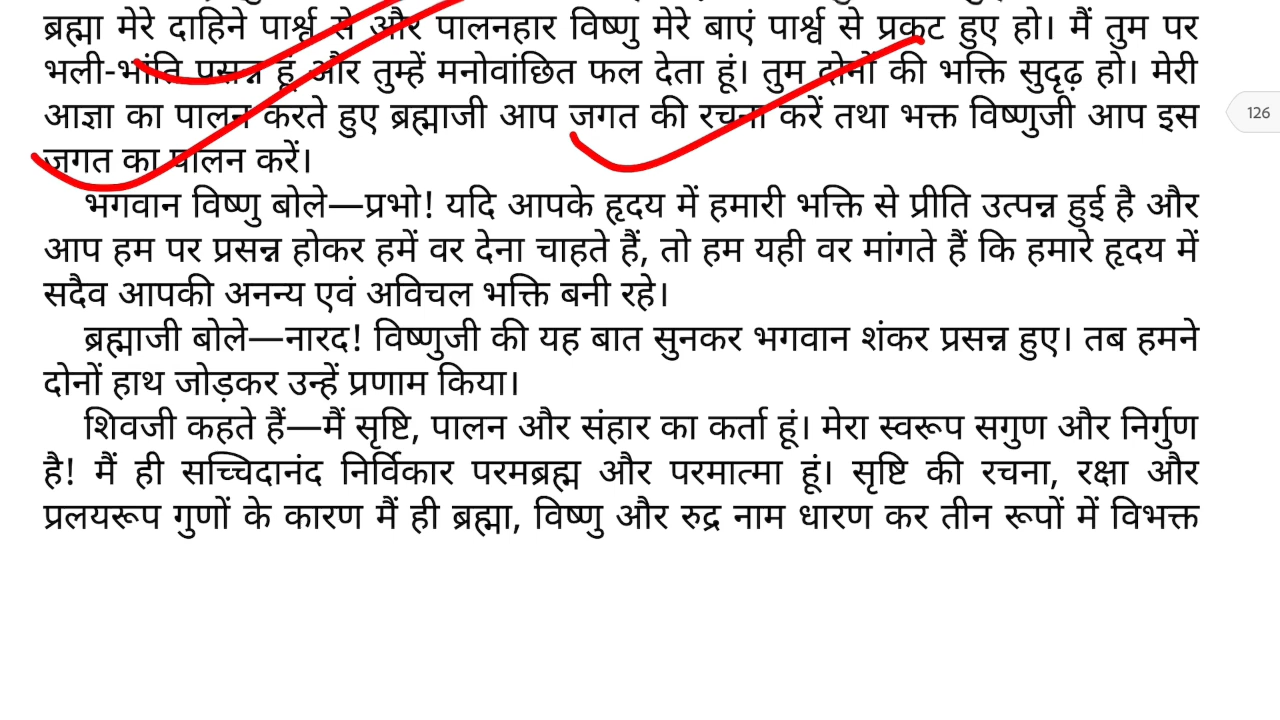 ब्रह्मा मेरे दाहिने पार्श्व से और पालनहार विष्णु मेरे बाएं पार्श्व से प्रकट हुए हो। मैं तुम पर
भली-भांति प्रसन्न हूं और तुम्हें मनोवांछित फल देता हूं। तुम दोनों की भक्ति सुदृढ़ हो। मेरी
आज्ञा का पालन करते हुए ब्रह्माजी आप जगत की रचना करें तथा भक्त विष्णुजी आप इस
जगत का पालन करें।
126
भगवान विष्णु बोले—प्रभो! यदि आपके हृदय में हमारी भक्ति से प्रीति उत्पन्न हुई है और
आप हम पर प्रसन्न होकर हमें वर देना चाहते हैं, तो हम यही वर मांगते हैं कि हमारे हृदय में
सदैव आपकी अनन्य एवं अविचल भक्ति बनी रहे।
ब्रह्माजी बोले—नारद! विष्णुजी की यह बात सुनकर भगवान शंकर प्रसन्न हुए। तब हमने
दोनों हाथ जोड़कर उन्हें प्रणाम किया।
शिवजी कहते हैं—मैं सृष्टि, पालन और संहार का कर्ता हूं। मेरा स्वरूप सगुण और निर्गुण
है! मैं ही सच्चिदानंद निर्विकार परमब्रह्म और परमात्मा हूं। सृष्टि की रचना, रक्षा और
प्रलयरूप गुणों के कारण मैं ही ब्रह्मा, विष्णु और रुद्र नाम धारण कर तीन रूपों में विभक्त